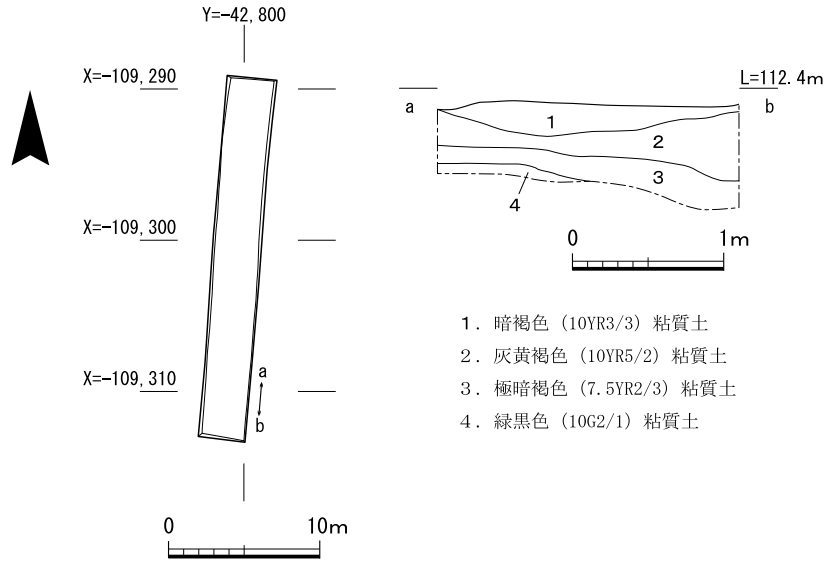 Y=-42,800
X=-109,290
X=-109,300
X=-109,310
a
b
0 10m
L=112.4m
a b
1
2
3
4
0 1m
1. 暗褐色 (10YR3/3) 粘質土
2. 灰黄褐色 (10YR5/2) 粘質土
3. 極暗褐色 (7.5YR2/3) 粘質土
4. 緑黒色 (10G2/1) 粘質土